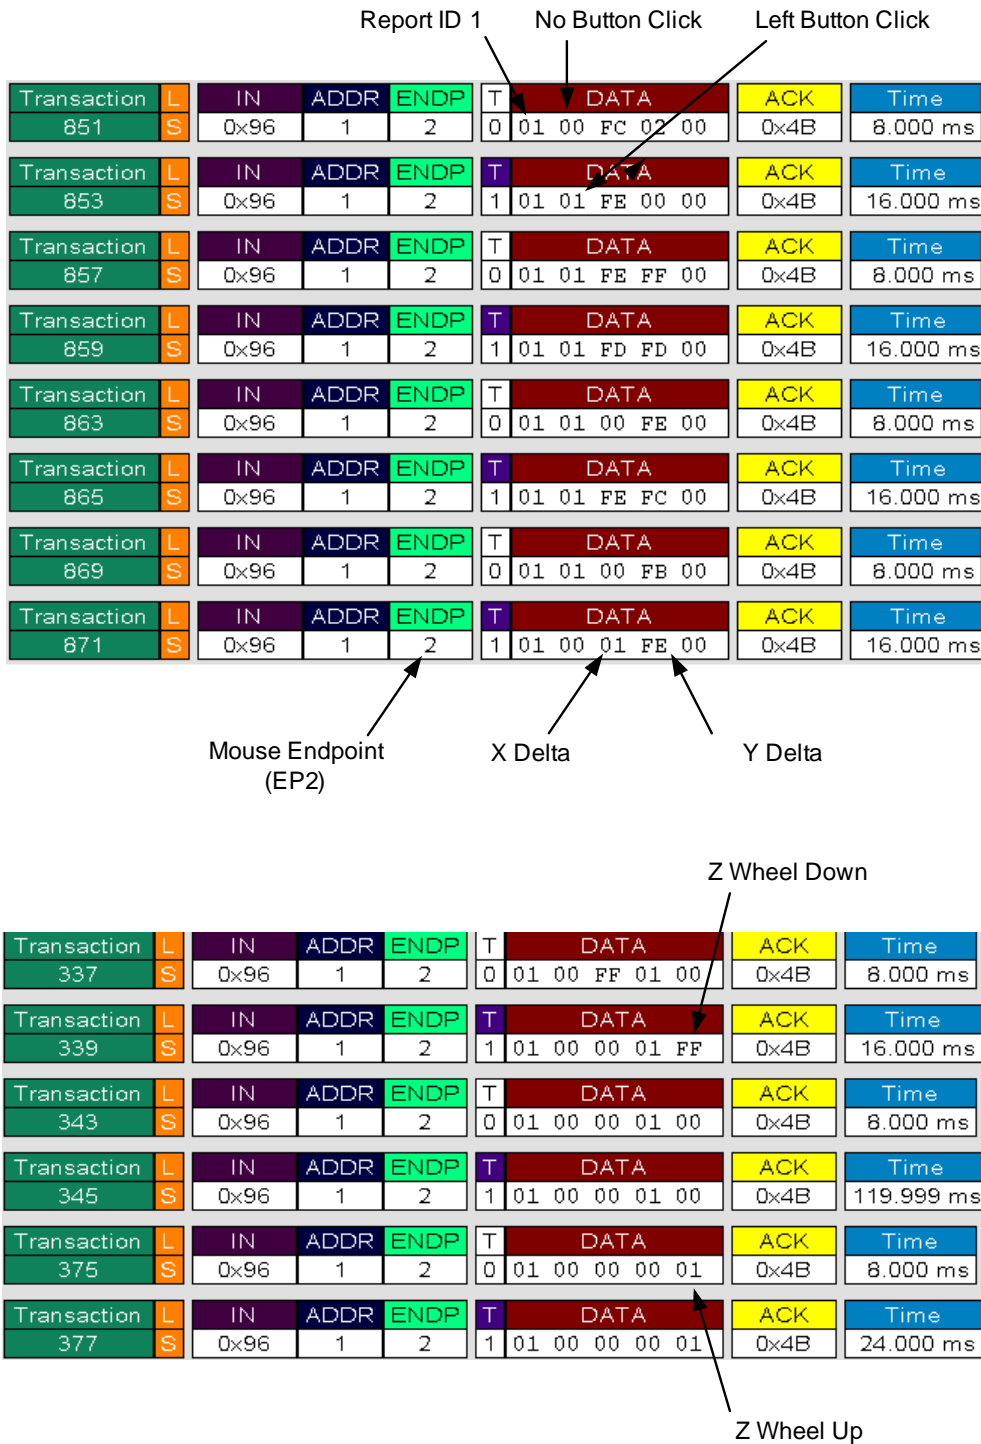 Report ID 1 No Button Click Left Button Click
Transaction L IN ADDR ENDP T DATA ACK Time
851 S 0x96 1 2 0 01 00 FC 02 00 0x4B 8.000 ms
Transaction L IN ADDR ENDP T DATA ACK Time
853 S 0x96 1 2 1 01 01 FE 00 00 0x4B 16.000 ms
Transaction L IN ADDR ENDP T DATA ACK Time
857 S 0x96 1 2 0 01 01 FE FF 00 0x4B 8.000 ms
Transaction L IN ADDR ENDP T DATA ACK Time
859 S 0x96 1 2 1 01 01 FD FD 00 0x4B 16.000 ms
Transaction L IN ADDR ENDP T DATA ACK Time
863 S 0x96 1 2 0 01 01 00 FE 00 0x4B 8.000 ms
Transaction L IN ADDR ENDP T DATA ACK Time
865 S 0x96 1 2 1 01 01 FE FC 00 0x4B 16.000 ms
Transaction L IN ADDR ENDP T DATA ACK Time
869 S 0x96 1 2 0 01 01 00 FB 00 0x4B 8.000 ms
Transaction L IN ADDR ENDP T DATA ACK Time
871 S 0x96 1 2 1 01 00 01 FE 00 0x4B 16.000 ms
Mouse Endpoint X Delta Y Delta
(EP2)
Z Wheel Down
Transaction L IN ADDR ENDP T DATA ACK Time
337 S 0x96 1 2 0 01 00 FF 01 00 0x4B 8.000 ms
Transaction L IN ADDR ENDP T DATA ACK Time
339 S 0x96 1 2 1 01 00 00 01 FF 0x4B 16.000 ms
Transaction L IN ADDR ENDP T DATA ACK Time
343 S 0x96 1 2 0 01 00 00 01 00 0x4B 8.000 ms
Transaction L IN ADDR ENDP T DATA ACK Time
345 S 0x96 1 2 1 01 00 00 01 00 0x4B 119.999 ms
Transaction L IN ADDR ENDP T DATA ACK Time
375 S 0x96 1 2 0 01 00 00 00 01 0x4B 8.000 ms
Transaction L IN ADDR ENDP T DATA ACK Time
377 S 0x96 1 2 1 01 00 00 00 01 0x4B 24.000 ms
Z Wheel Up